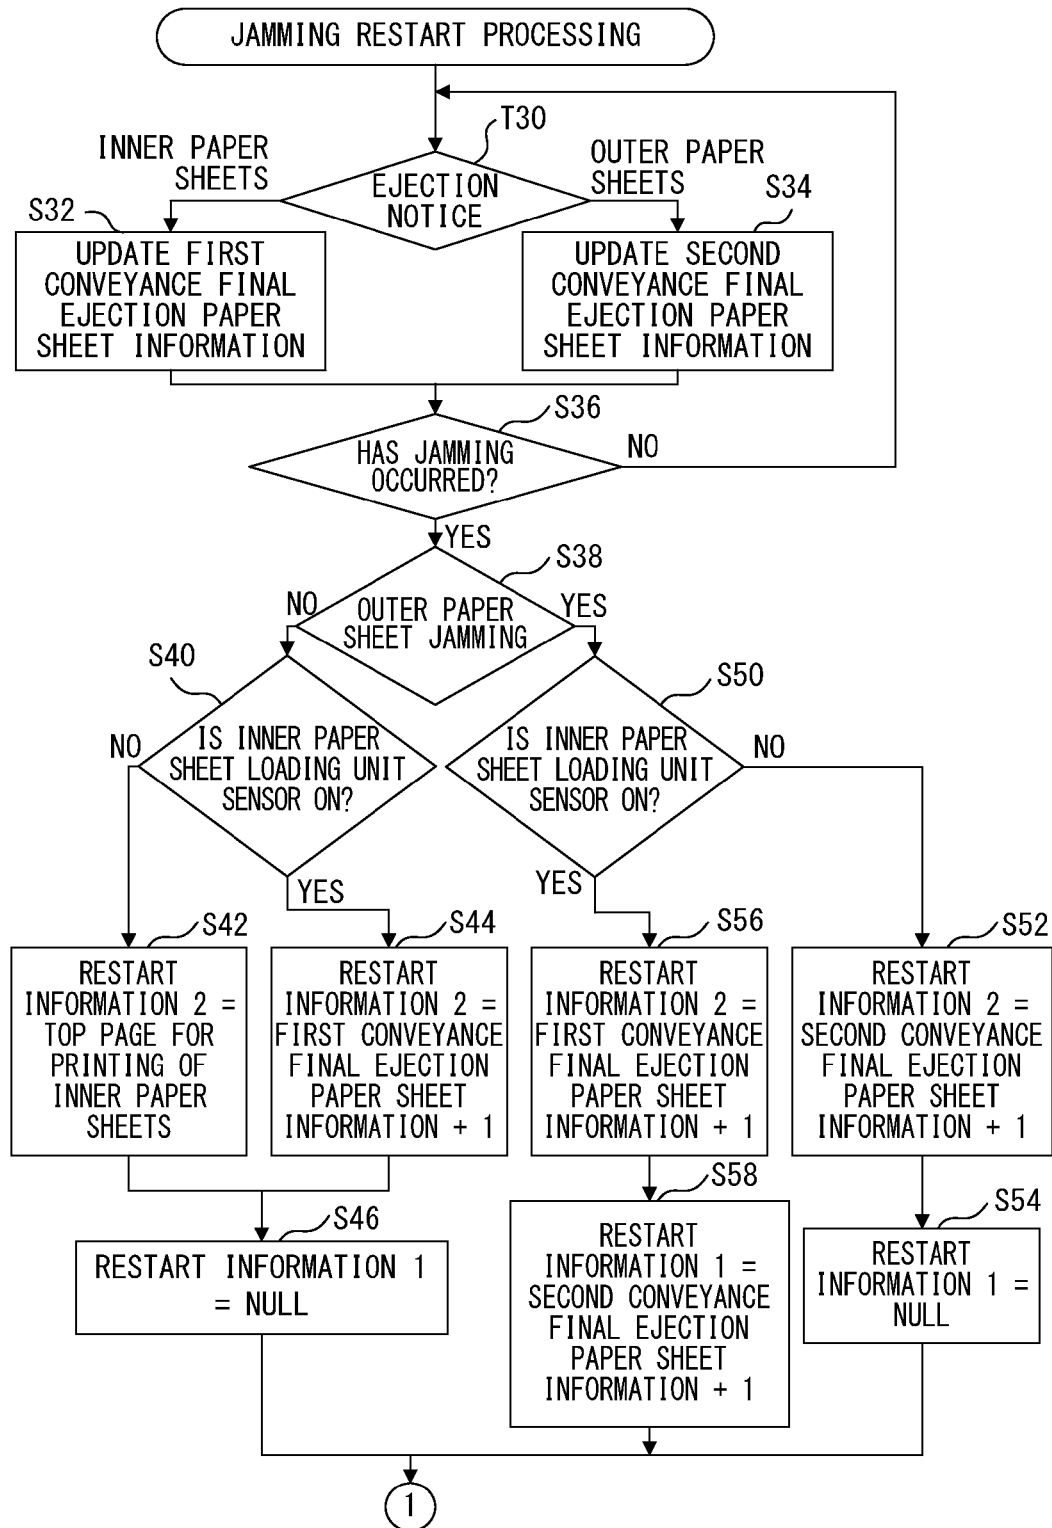 JAMMING RESTART PROCESSING
T30
INNER PAPER
SHEETS
OUTER PAPER
SHEETS
EJECTION
NOTICE
S32
S34
UPDATE FIRST
CONVEYANCE FINAL
EJECTION PAPER
SHEET INFORMATION
UPDATE SECOND
CONVEYANCE FINAL
EJECTION PAPER
SHEET INFORMATION
S36
HAS JAMMING
OCCURRED?
NO
YES
S38
OUTER PAPER
SHEET JAMMING
NO
YES
S40
IS INNER PAPER
SHEET LOADING UNIT
SENSOR ON?
NO
YES
S50
IS INNER PAPER
SHEET LOADING UNIT
SENSOR ON?
NO
YES
S42
RESTART
INFORMATION 2 =
TOP PAGE FOR
PRINTING OF
INNER PAPER
SHEETS
S44
RESTART
INFORMATION 2 =
FIRST CONVEYANCE
FINAL EJECTION
PAPER SHEET
INFORMATION + 1
S56
RESTART
INFORMATION 2 =
FIRST CONVEYANCE
FINAL EJECTION
PAPER SHEET
INFORMATION + 1
S52
RESTART
INFORMATION 2 =
SECOND CONVEYANCE
FINAL EJECTION
PAPER SHEET
INFORMATION + 1
S46
RESTART INFORMATION 1
= NULL
S58
RESTART
INFORMATION 1 =
SECOND CONVEYANCE
FINAL EJECTION
PAPER SHEET
INFORMATION + 1
S54
RESTART
INFORMATION 1 =
NULL
1